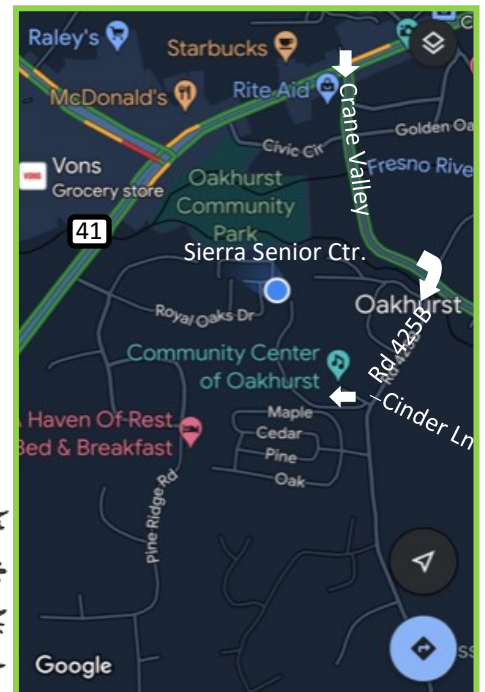 Raley's
Starbucks
McDonald's
Rite Aid
Crane Valley
Golden Oa
Civic Cir
Vons
Grocery store
VONS
Fresno Rive
Oakhurst
Community
Park
41
Sierra Senior Ctr.
Royal Oaks Dr
Oakhurst
Rd 425B
Rd 425B
Community Center
of Oakhurst
Cinder Ln
Maple
Cedar
Pine
Oak
A Haven Of Rest
Bed & Breakfast
Pine Ridge Rd
Google